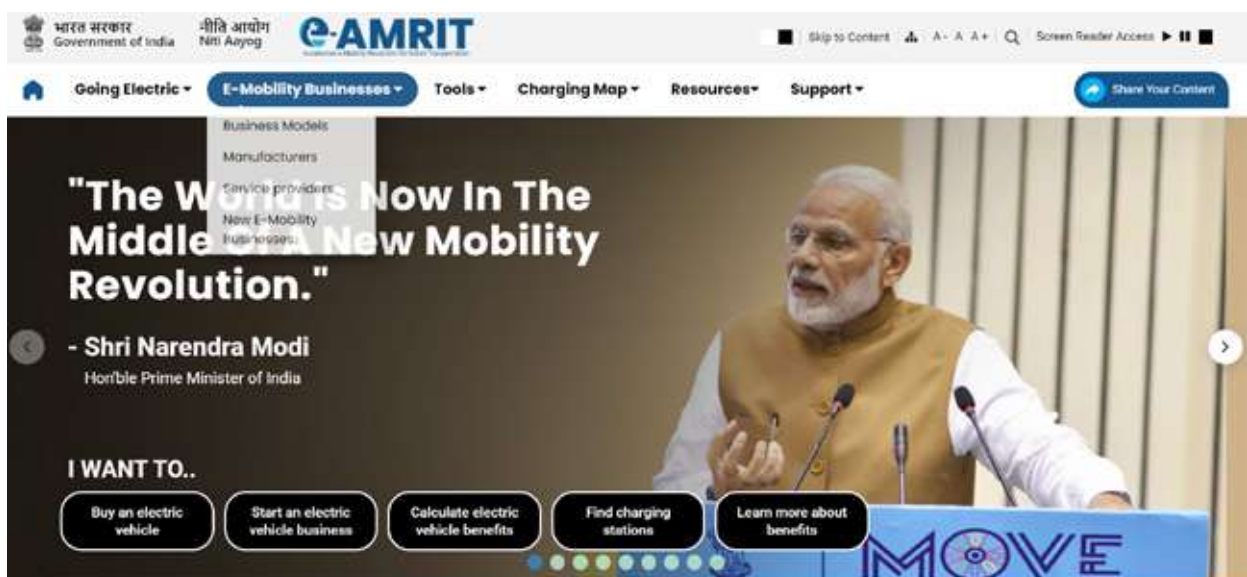 भारत सरकार
Government of India
नीति आयोग
Niti Aayog
e-AMRIT
Skip to Content A- A A+ Screen Reader Access
Going Electric E-Mobility Businesses Tools Charging Map Resources Support Share Your Content
Business Models
Manufacturers
Service providers
New E-Mobility
Businesses
"The World Is Now In The
Middle Of A New Mobility
Revolution."
- Shri Narendra Modi
Hon'ble Prime Minister of India
I WANT TO..
Buy an electric
vehicle
Start an electric
vehicle business
Calculate electric
vehicle benefits
Find charging
stations
Learn more about
benefits
MOVE